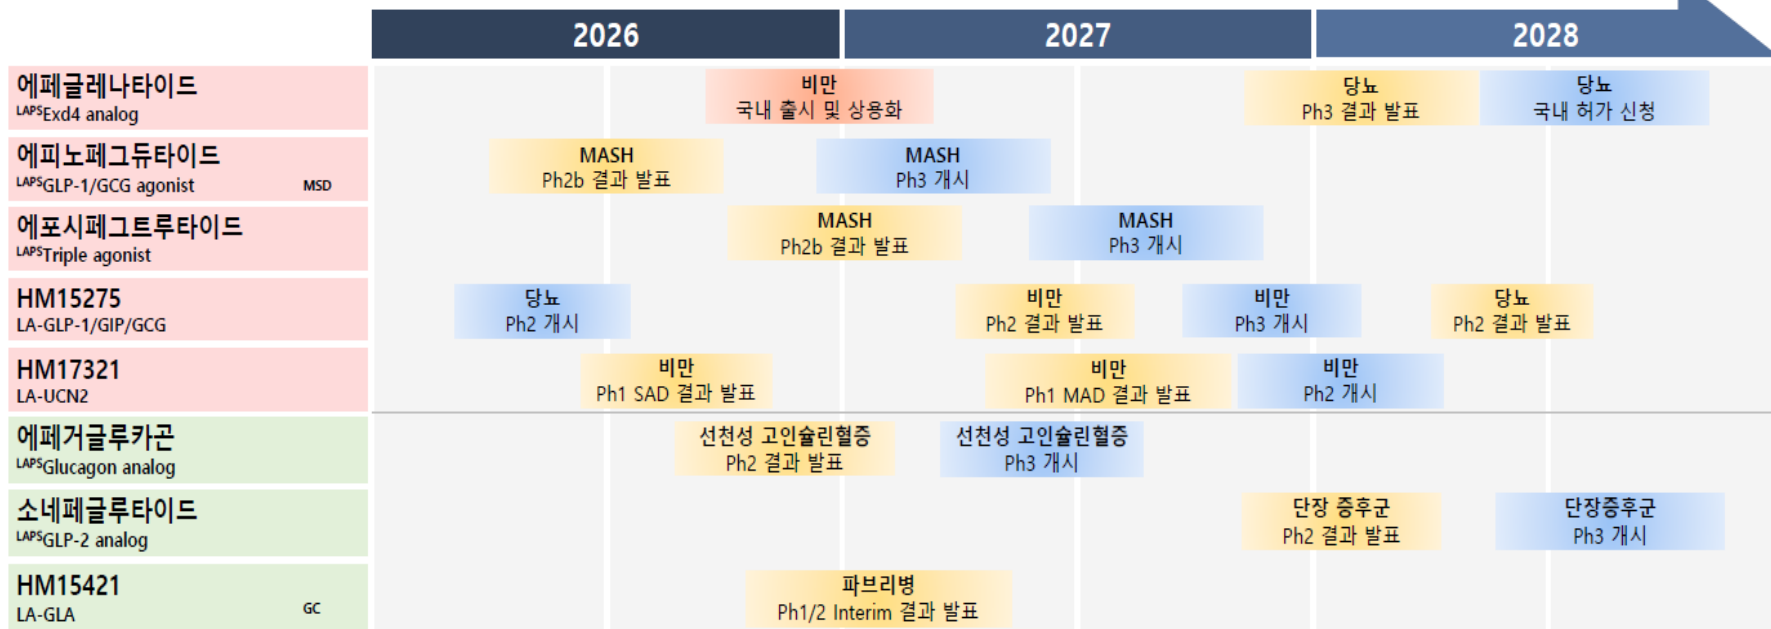 2026
2027
2028
에페글레나타이드
LAPSExd4 analog
비만
국내 출시 및 상용화
당뇨
Ph3 결과 발표
당뇨
국내 허가 신청
에피노페그듀타이드
LAPSGLP-1/GCG agonist
MSD
MASH
Ph2b 결과 발표
MASH
Ph3 개시
에포시페그트루타이드
LAPSTriple agonist
MASH
Ph2b 결과 발표
MASH
Ph3 개시
HM15275
LA-GLP-1/GIP/GCG
당뇨
Ph2 개시
비만
Ph2 결과 발표
비만
Ph3 개시
당뇨
Ph2 결과 발표
HM17321
LA-UCN2
비만
Ph1 SAD 결과 발표
비만
Ph1 MAD 결과 발표
비만
Ph2 개시
에페거글루카곤
LAPSGlucagon analog
선천성 고인슐린혈증
Ph2 결과 발표
선천성 고인슐린혈증
Ph3 개시
소네페글루타이드
LAPSGLP-2 analog
단장 증후군
Ph2 결과 발표
단장증후군
Ph3 개시
HM15421
LA-GLA
GC
파브리병
Ph1/2 Interim 결과 발표